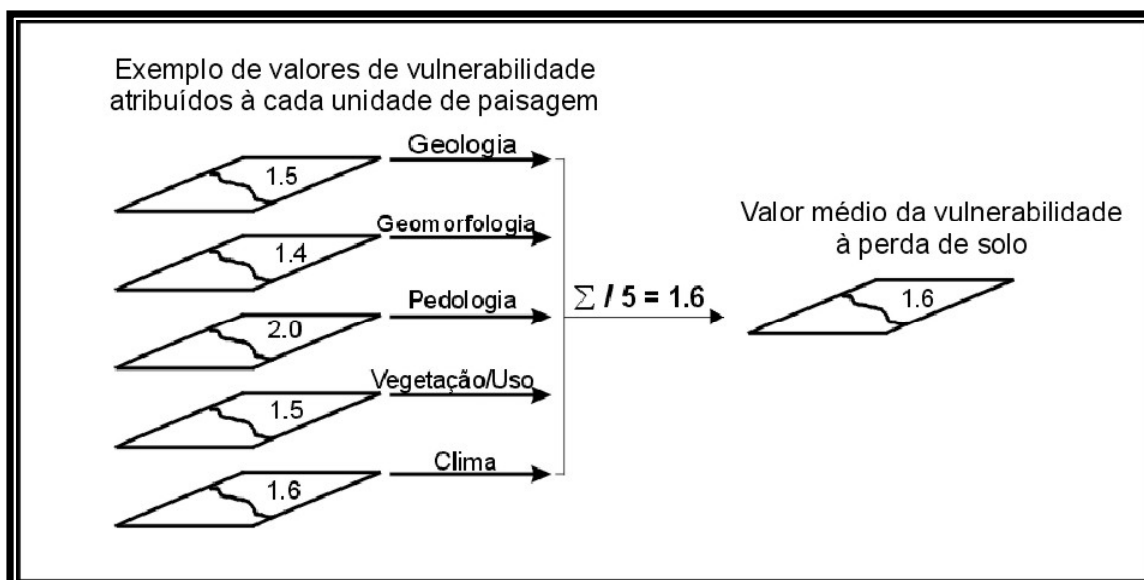 Exemplo de valores de vulnerabilidade
atribuídos à cada unidade de paisagem
Geologia
1.5
Geomorfologia
1.4
Pedologia
2.0
Vegetação/Uso
1.5
Clima
1.6
∑ / 5 = 1.6
Valor médio da vulnerabilidade
à perda de solo
1.6